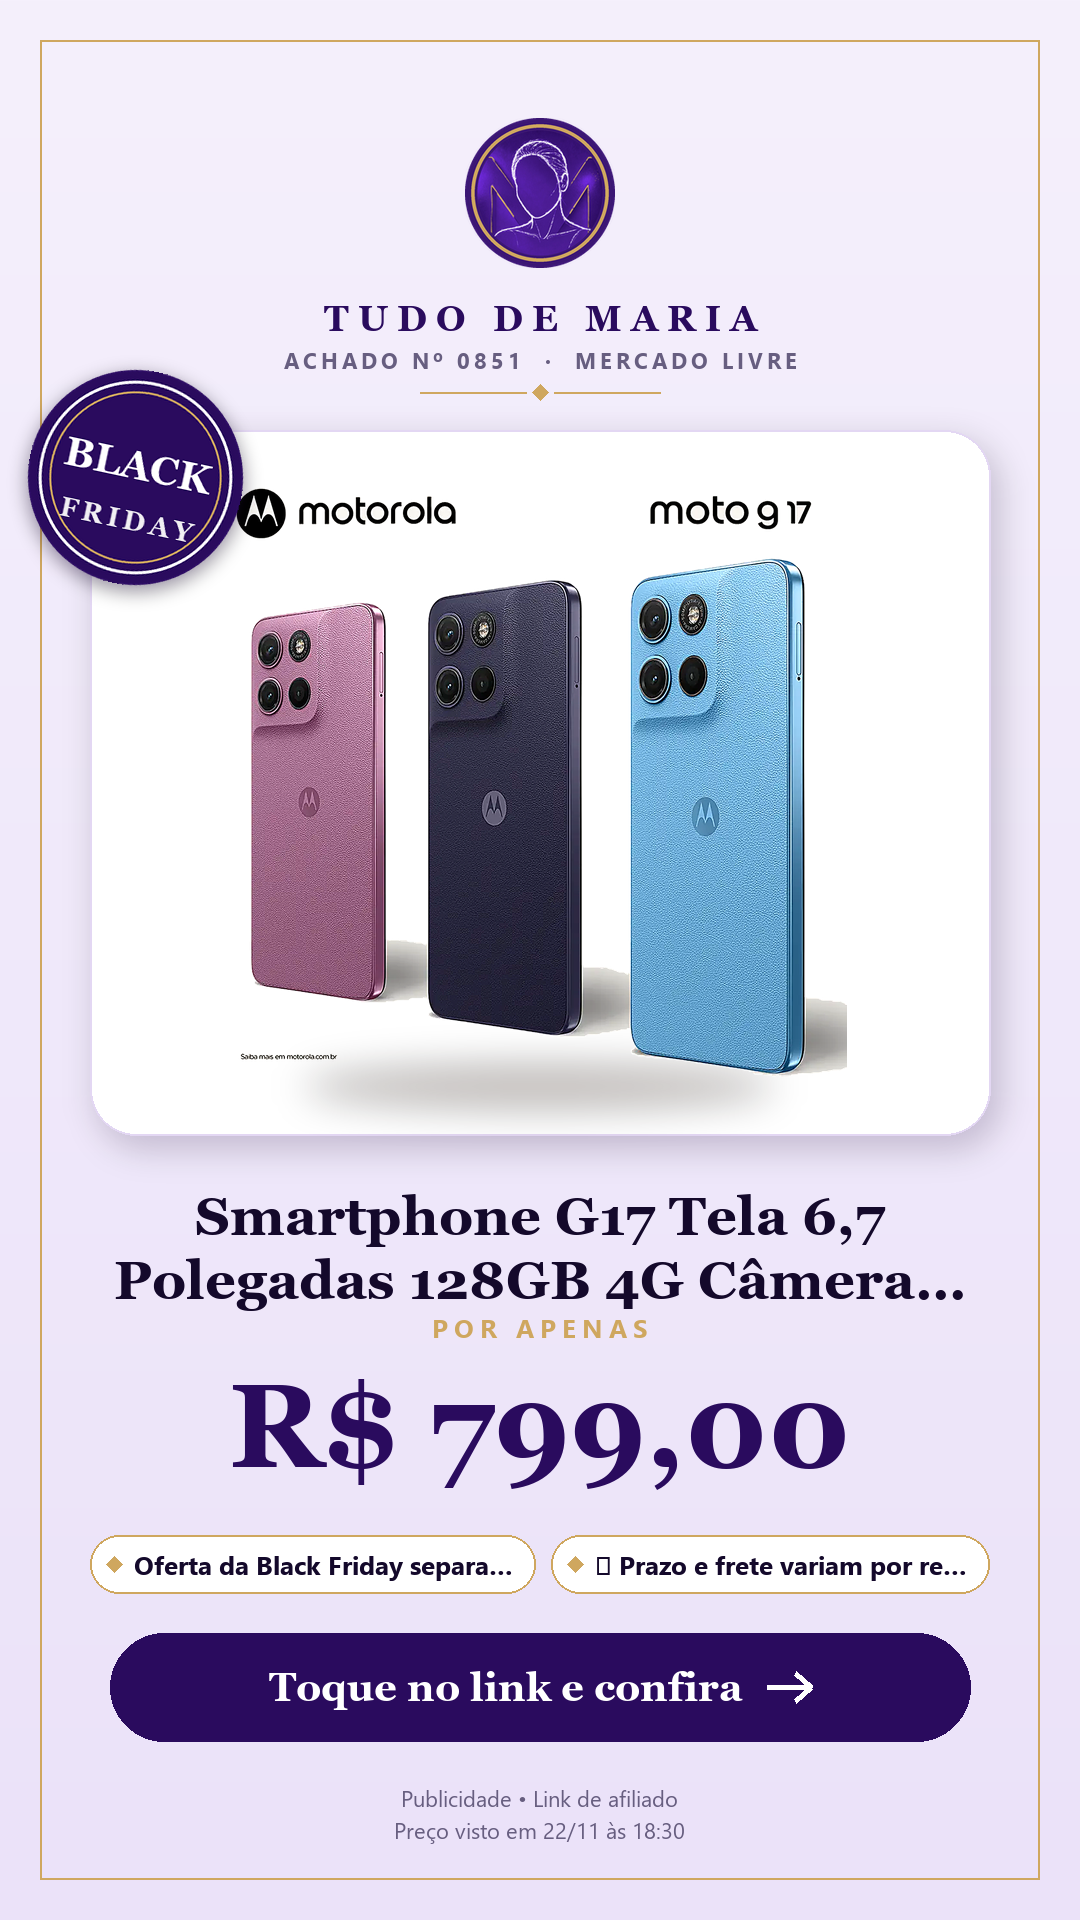 TUDO DE MARIA
ACHADO Nº 0851 · MERCADO LIVRE
BLACK
FRIDAY
motorola
moto g 17
Saiba mais em motorola.com.br
Smartphone G17 Tela 6,7
Polegadas 128GB 4G Câmera...
POR APENAS
R$ 799,00
Oferta da Black Friday separa...
Prazo e frete variam por re...
Toque no link e confira →
Publicidade • Link de afiliado
Preço visto em 22/11 às 18:30